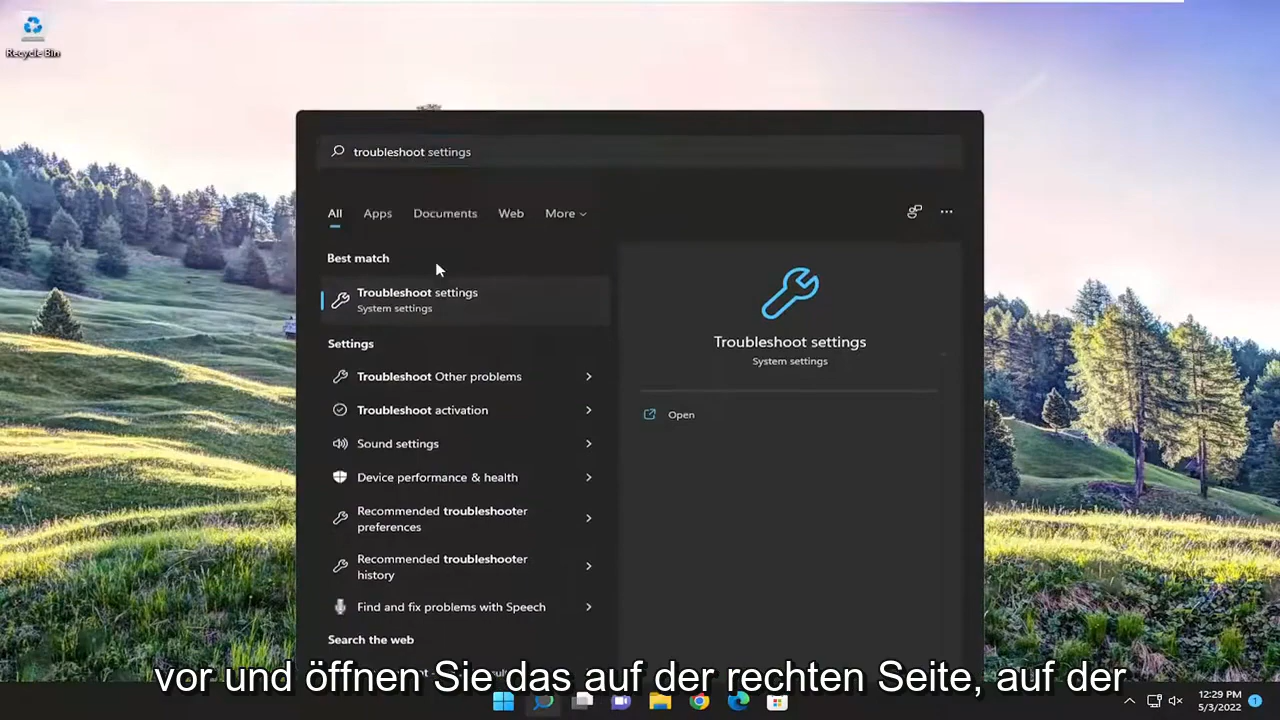 Recycle Bin
troubleshoot settings
All Apps Documents Web More
Best match
Troubleshoot settings
System settings
Settings
Troubleshoot Other problems
Troubleshoot activation
Sound settings
Device performance & health
Recommended troubleshooter
preferences
Recommended troubleshooter
history
Find and fix problems with Speech
Search the web
Troubleshoot settings
System settings
Open
vor und öffnen Sie das auf der rechten Seite, auf der
12:29 PM
5/3/2022
1